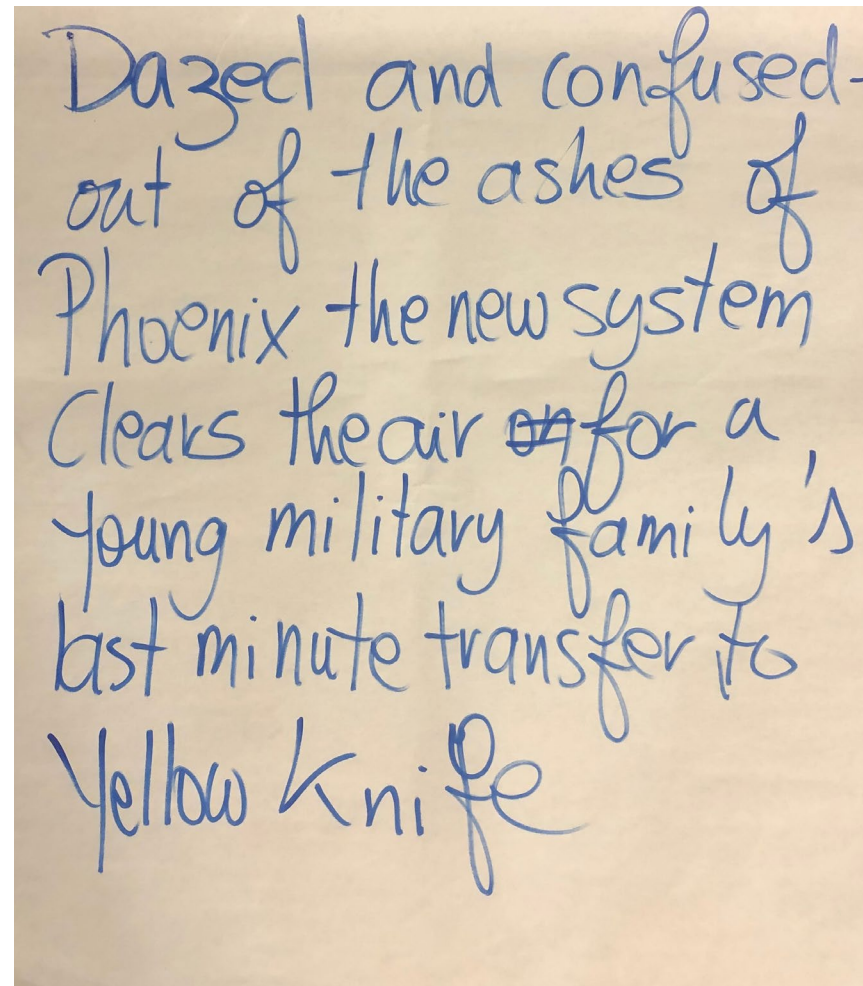 Dazed and confused-
out of the ashes of
Phoenix the new system
Clears the air on for a
young military family's
last minute transfer to
Yellow Knife